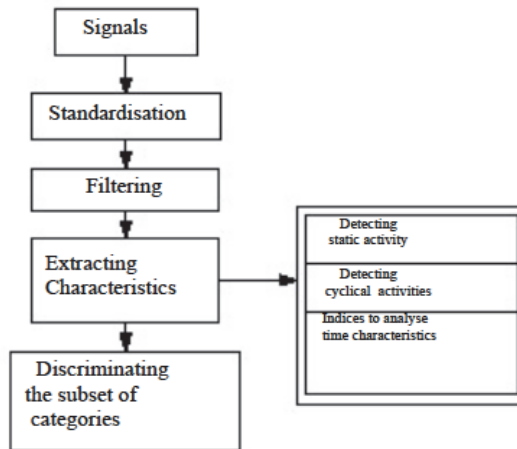 Signals
Standardisation
Filtering
Extracting
Characteristics
Detecting
static activity
Detecting
cyclical activities
Indices to analyse
time characteristics
Discriminating
the subset of
categories